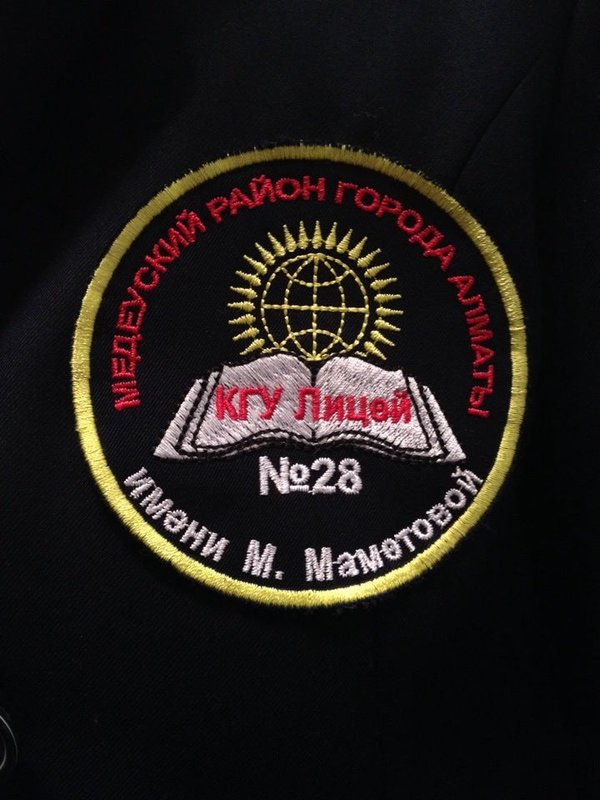 МЕДЕУСКИЙ РАЙОН ГОРОДА АЛМАТЫ
КГУ Лицей
№28
имени М. Маметовой